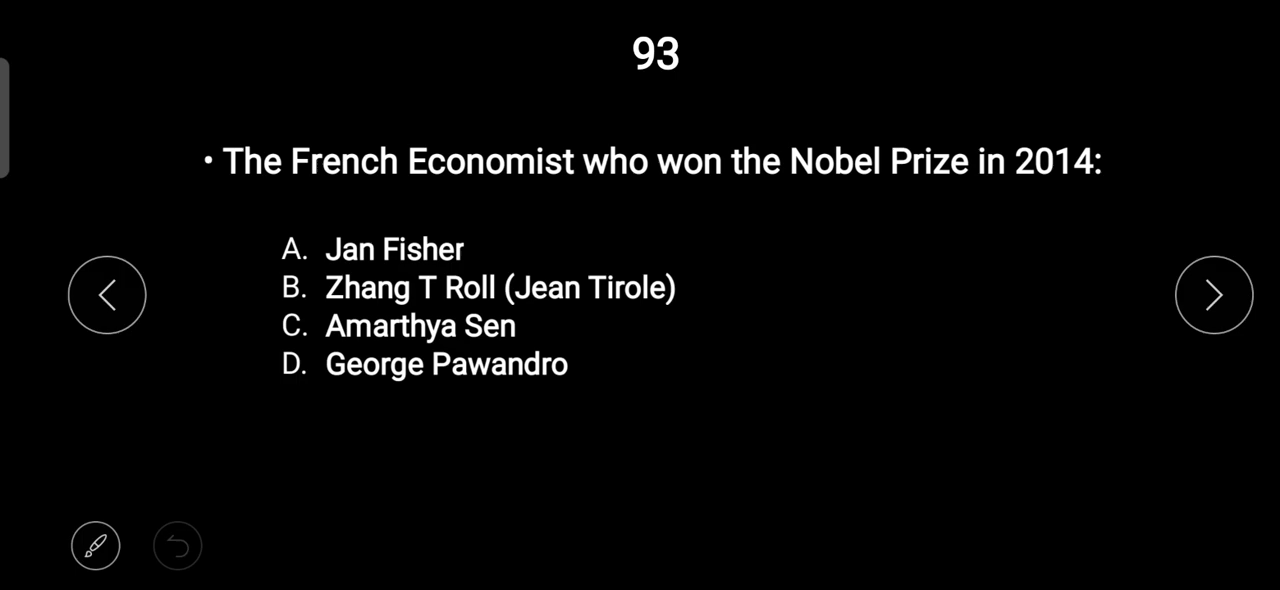 93
• The French Economist who won the Nobel Prize in 2014:
A. Jan Fisher
B. Zhang T Roll (Jean Tirole)
C. Amarthya Sen
D. George Pawandro